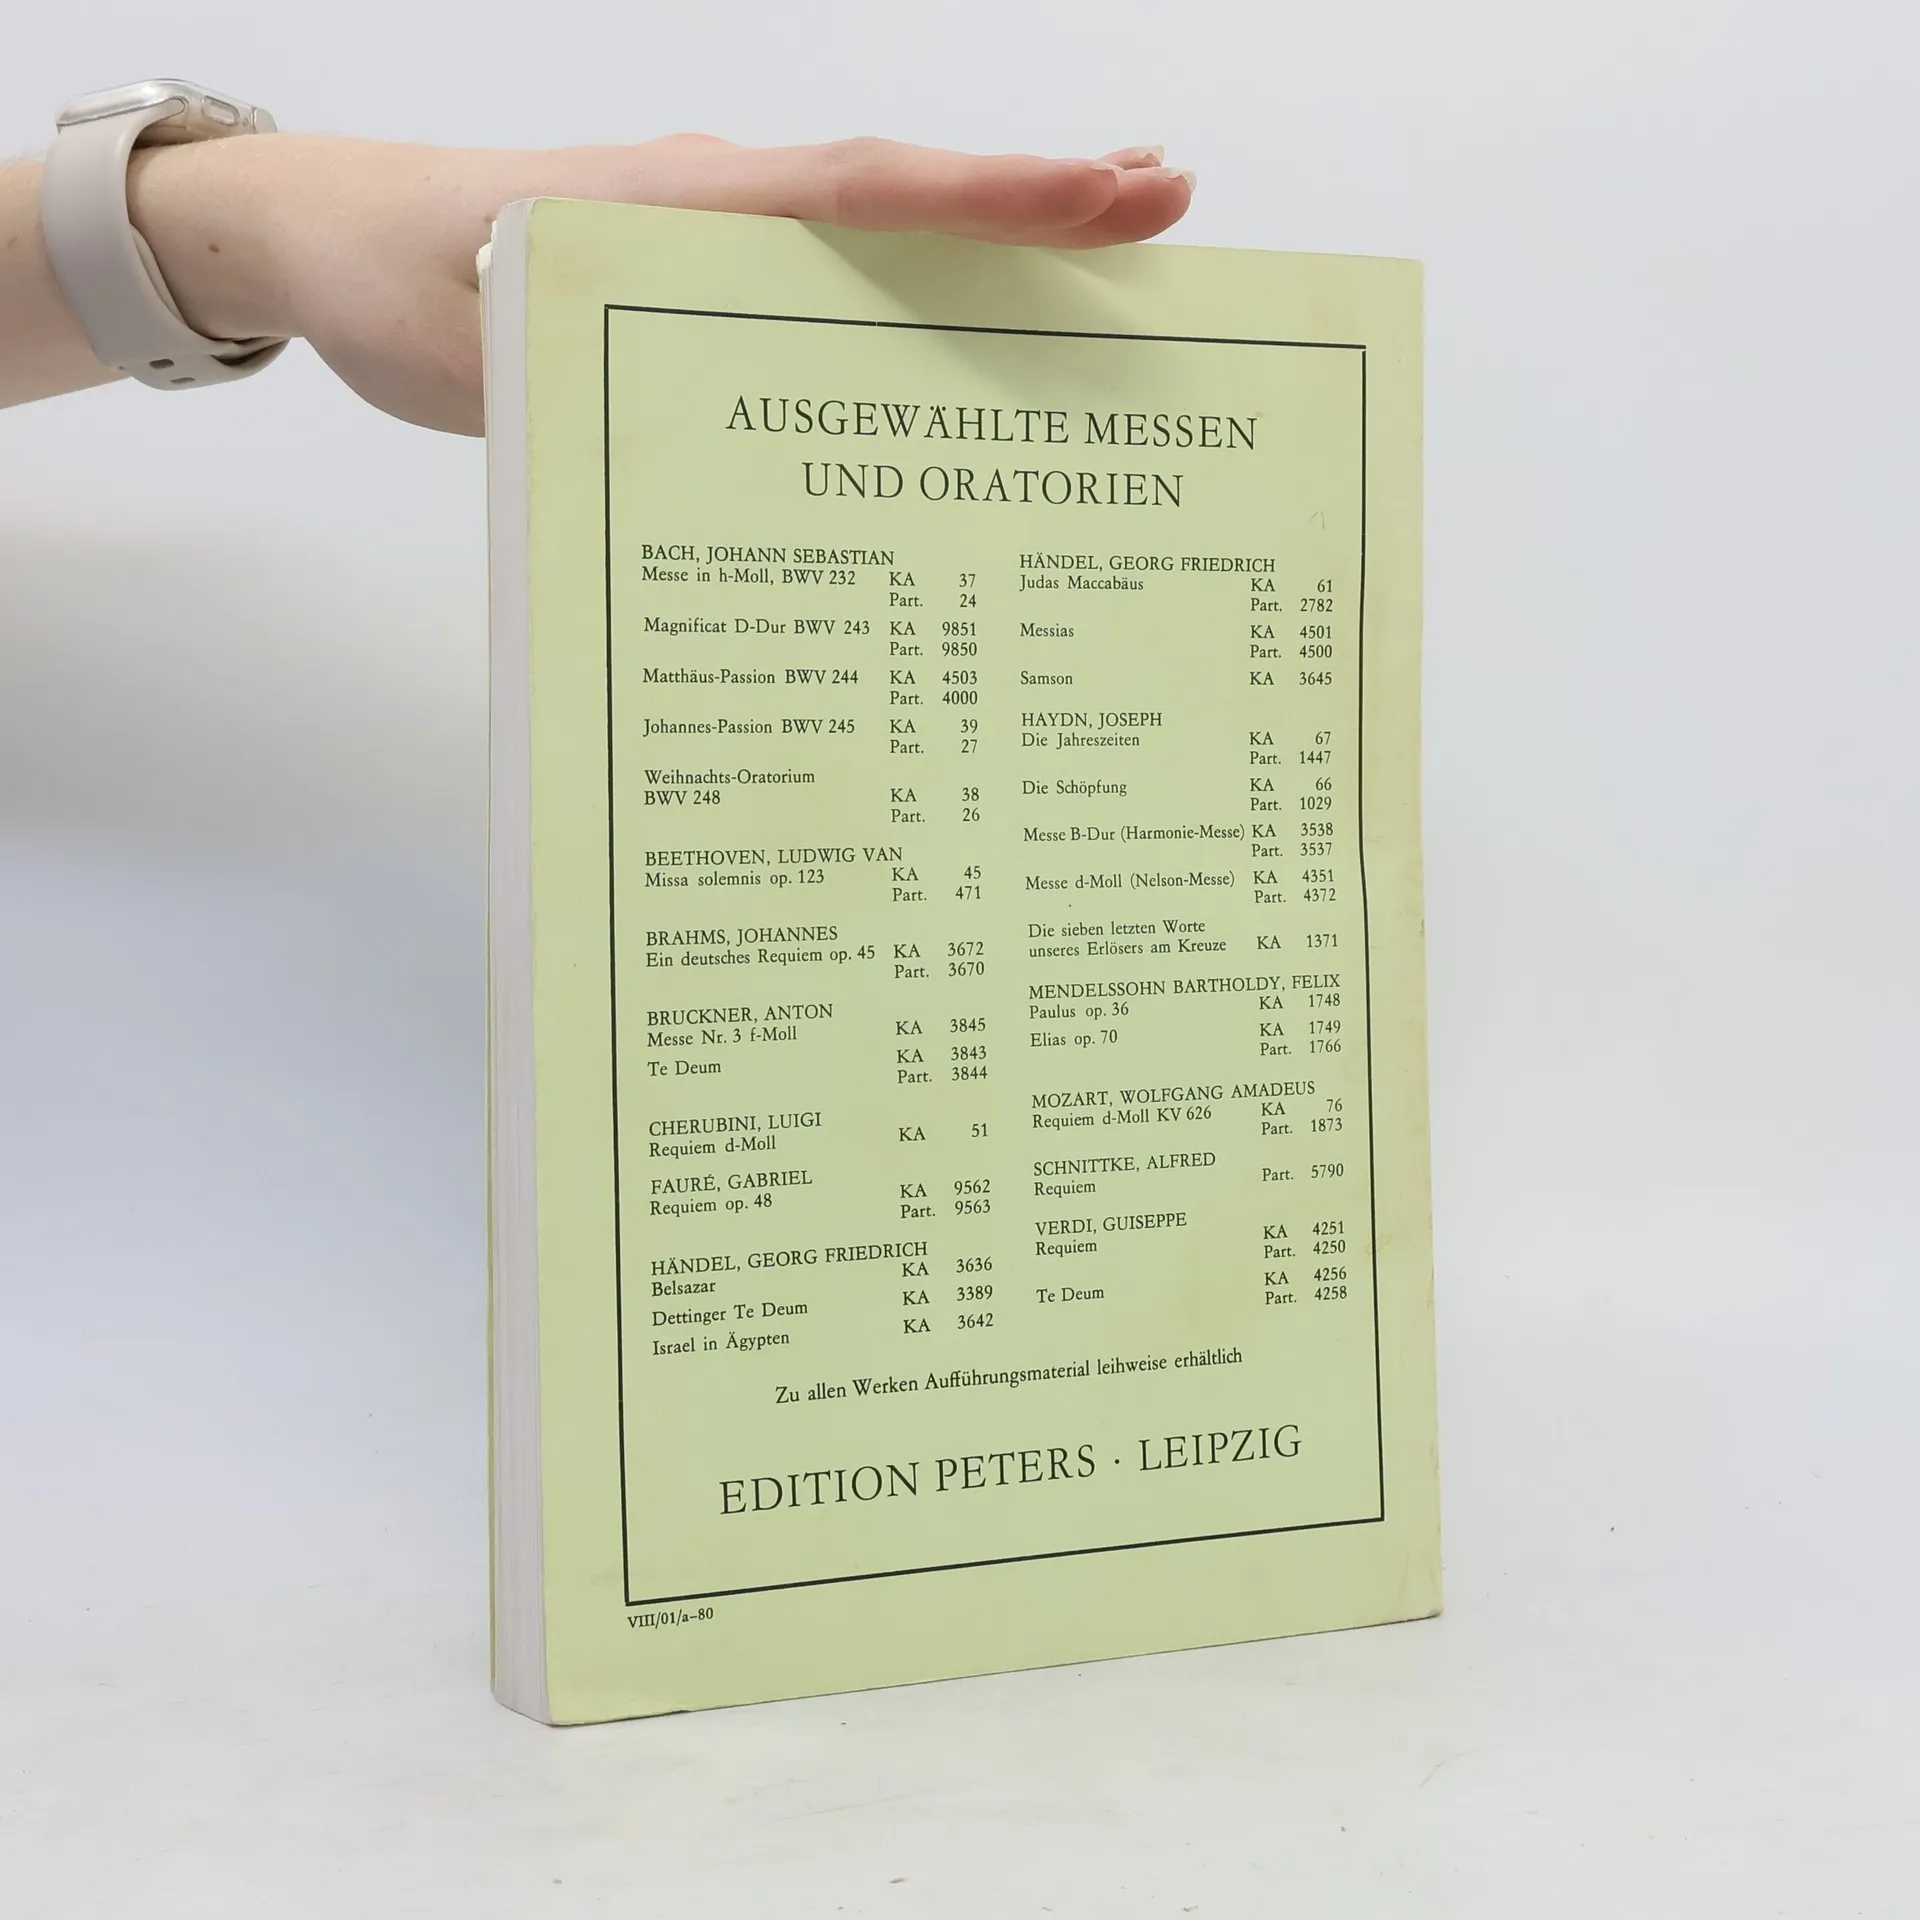 AUSGEWÄHLTE MESSEN
UND ORATORIEN
BACH, JOHANN SEBASTIAN
Messe in h-Moll, BWV 232 KA 37
Part. 24
Magnificat D-Dur BWV 243 KA 9851
Part. 9850
Matthäus-Passion BWV 244 KA 4503
Part. 4000
Johannes-Passion BWV 245 KA 39
Part. 27
Weihnachts-Oratorium
BWV 248 KA 38
Part. 26
BEETHOVEN, LUDWIG VAN
Missa solemnis op. 123 KA 45
Part. 471
BRAHMS, JOHANNES
Ein deutsches Requiem op. 45 KA 3672
Part. 3670
BRUCKNER, ANTON
Messe Nr. 3 f-Moll KA 3845
Te Deum KA 3843
Part. 3844
CHERUBINI, LUIGI
Requiem d-Moll KA 51
FAURÉ, GABRIEL
Requiem op. 48 KA 9562
Part. 9563
HÄNDEL, GEORG FRIEDRICH
Belsazar KA 3636
Dettinger Te Deum KA 3389
Israel in Ägypten KA 3642
HÄNDEL, GEORG FRIEDRICH
Judas Maccabäus KA 61
Part. 2782
Messias KA 4501
Part. 4500
Samson KA 3645
HAYDN, JOSEPH
Die Jahreszeiten KA 67
Part. 1447
Die Schöpfung KA 66
Part. 1029
Messe B-Dur (Harmonie-Messe) KA 3538
Part. 3537
Messe d-Moll (Nelson-Messe) KA 4351
Part. 4372
Die sieben letzten Worte
unseres Erlösers am Kreuze KA 1371
MENDELSSOHN BARTHOLDY, FELIX
Paulus op. 36 KA 1748
Elias op. 70 KA 1749
Part. 1766
MOZART, WOLFGANG AMADEUS
Requiem d-Moll KV 626 KA 76
Part. 1873
SCHNITTKE, ALFRED
Requiem Part. 5790
VERDI, GUISEPPE
Requiem KA 4251
Part. 4250
Te Deum KA 4256
Part. 4258
Zu allen Werken Aufführungsmaterial leihweise erhältlich
EDITION PETERS · LEIPZIG
VIII/01/a–80